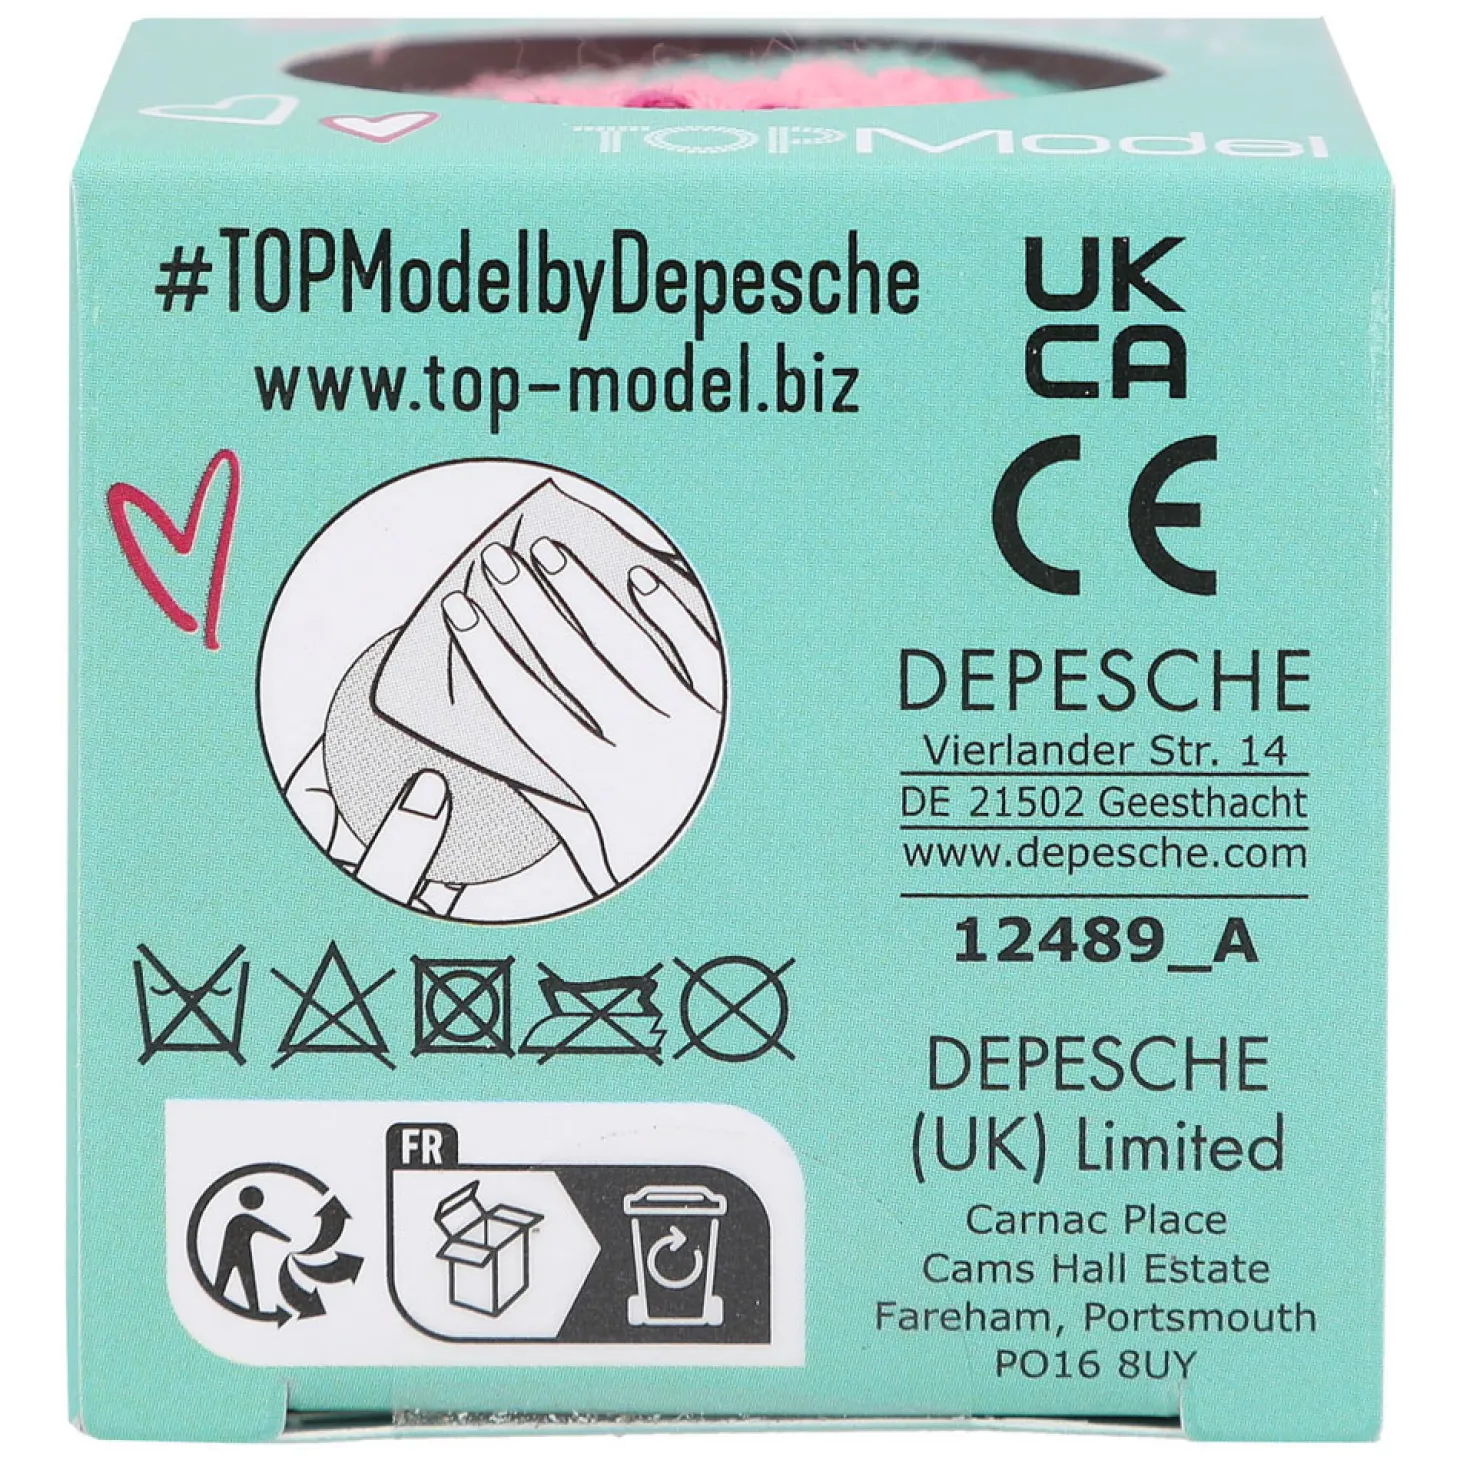 TOPModel
#TOPModelbyDepesche
www.top-model.biz
UK
CA
CE
DEPESCHE
Vierlander Str. 14
DE 21502 Geesthacht
www.depesche.com
12489_A
DEPESCHE
(UK) Limited
Carnac Place
Cams Hall Estate
Fareham, Portsmouth
PO16 8UY
FR